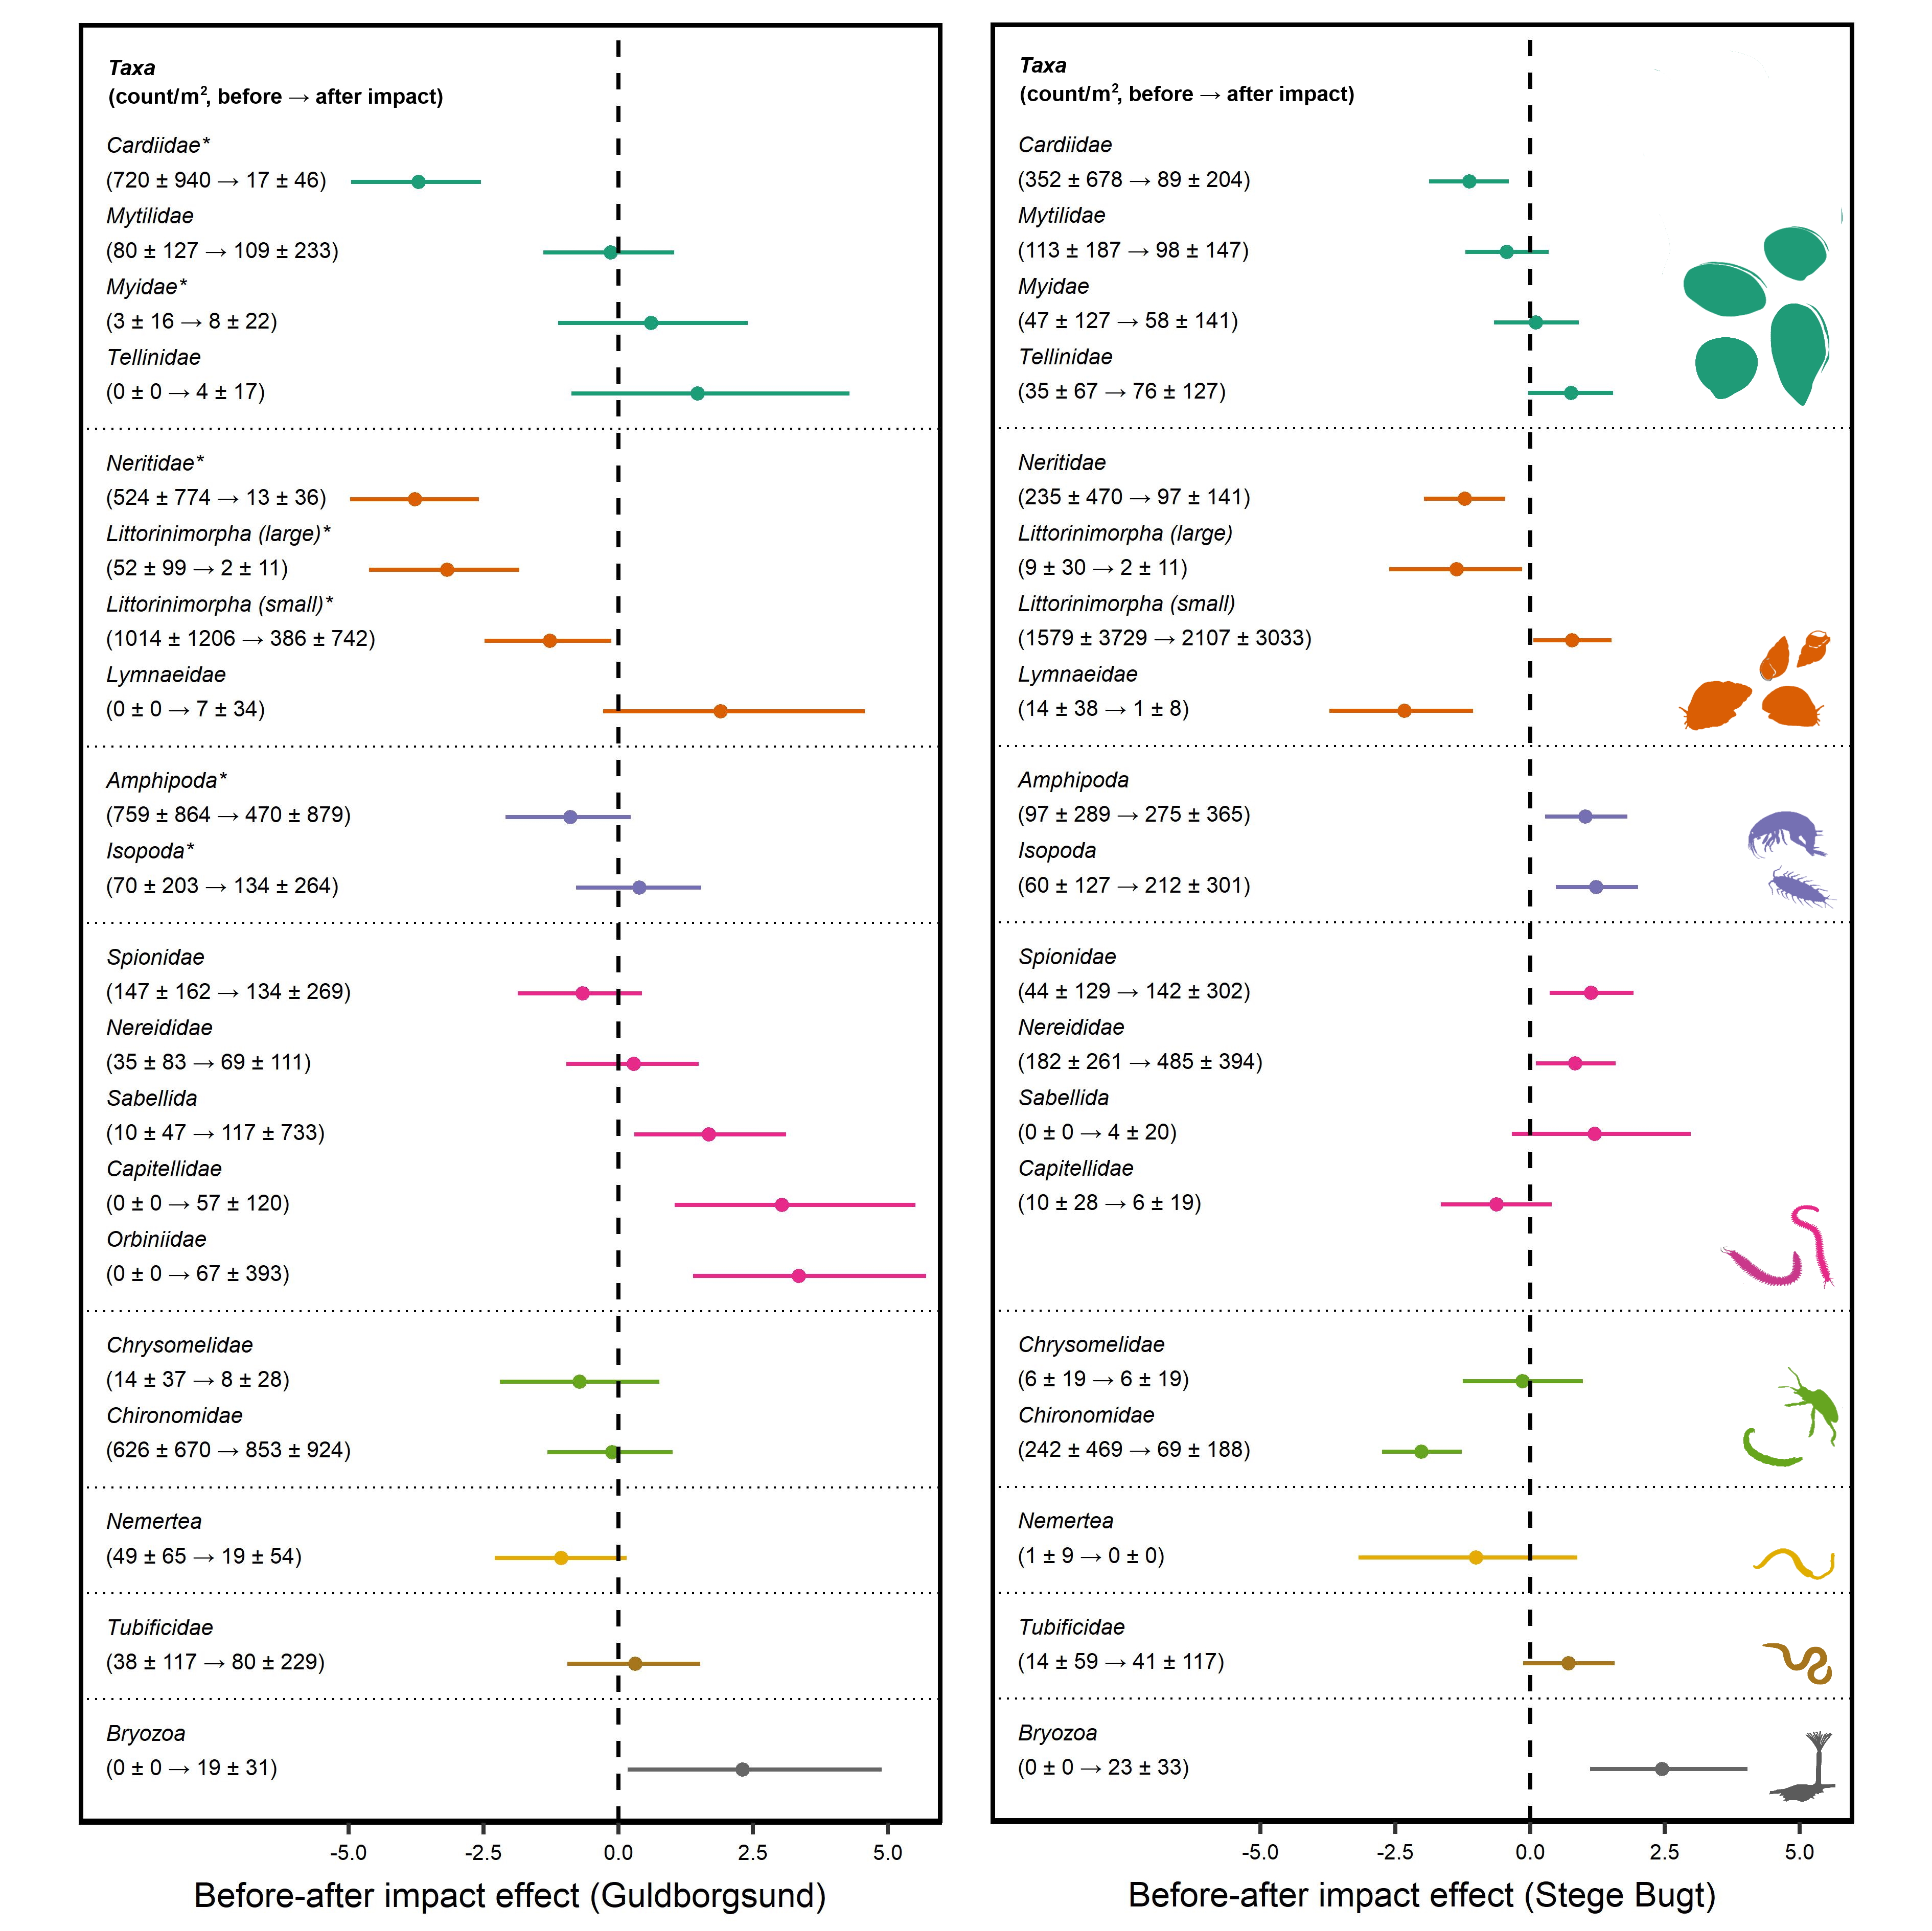 Taxa
(count/m², before → after impact)
Cardiidae*
(720 ± 940 → 17 ± 46)
Mytilidae
(80 ± 127 → 109 ± 233)
Myidae*
(3 ± 16 → 8 ± 22)
Tellinidae
(0 ± 0 → 4 ± 17)
Neritidae*
(524 ± 774 → 13 ± 36)
Littorinimorpha (large)*
(52 ± 99 → 2 ± 11)
Littorinimorpha (small)*
(1014 ± 1206 → 386 ± 742)
Lymnaeidae
(0 ± 0 → 7 ± 34)
Amphipoda*
(759 ± 864 → 470 ± 879)
Isopoda*
(70 ± 203 → 134 ± 264)
Spionidae
(147 ± 162 → 134 ± 269)
Nereididae
(35 ± 83 → 69 ± 111)
Sabellida
(10 ± 47 → 117 ± 733)
Capitellidae
(0 ± 0 → 57 ± 120)
Orbiniidae
(0 ± 0 → 67 ± 393)
Chrysomelidae
(14 ± 37 → 8 ± 28)
Chironomidae
(626 ± 670 → 853 ± 924)
Nemertea
(49 ± 65 → 19 ± 54)
Tubificidae
(38 ± 117 → 80 ± 229)
Bryozoa
(0 ± 0 → 19 ± 31)
-5.0 -2.5 0.0 2.5 5.0
Before-after impact effect (Guldborgsund)
Taxa
(count/m², before → after impact)
Cardiidae
(352 ± 678 → 89 ± 204)
Mytilidae
(113 ± 187 → 98 ± 147)
Myidae
(47 ± 127 → 58 ± 141)
Tellinidae
(35 ± 67 → 76 ± 127)
Neritidae
(235 ± 470 → 97 ± 141)
Littorinimorpha (large)
(9 ± 30 → 2 ± 11)
Littorinimorpha (small)
(1579 ± 3729 → 2107 ± 3033)
Lymnaeidae
(14 ± 38 → 1 ± 8)
Amphipoda
(97 ± 289 → 275 ± 365)
Isopoda
(60 ± 127 → 212 ± 301)
Spionidae
(44 ± 129 → 142 ± 302)
Nereididae
(182 ± 261 → 485 ± 394)
Sabellida
(0 ± 0 → 4 ± 20)
Capitellidae
(10 ± 28 → 6 ± 19)
Chrysomelidae
(6 ± 19 → 6 ± 19)
Chironomidae
(242 ± 469 → 69 ± 188)
Nemertea
(1 ± 9 → 0 ± 0)
Tubificidae
(14 ± 59 → 41 ± 117)
Bryozoa
(0 ± 0 → 23 ± 33)
-5.0 -2.5 0.0 2.5 5.0
Before-after impact effect (Stege Bugt)